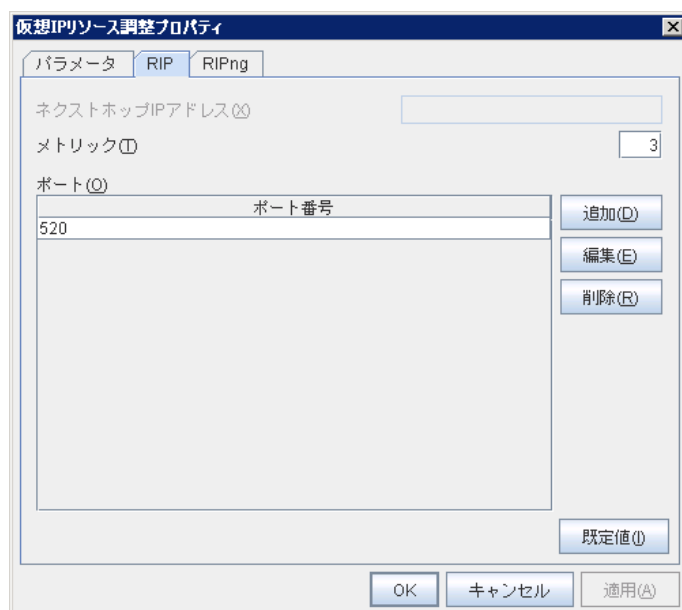 仮想IPリソース調整プロパティ
パラメータ RIP RIPng
ネクストホップIPアドレス(X)
メトリック(T) 3
ポート(O)
ポート番号
520
追加(D)
編集(E)
削除(R)
既定値(I)
OK キャンセル 適用(A)